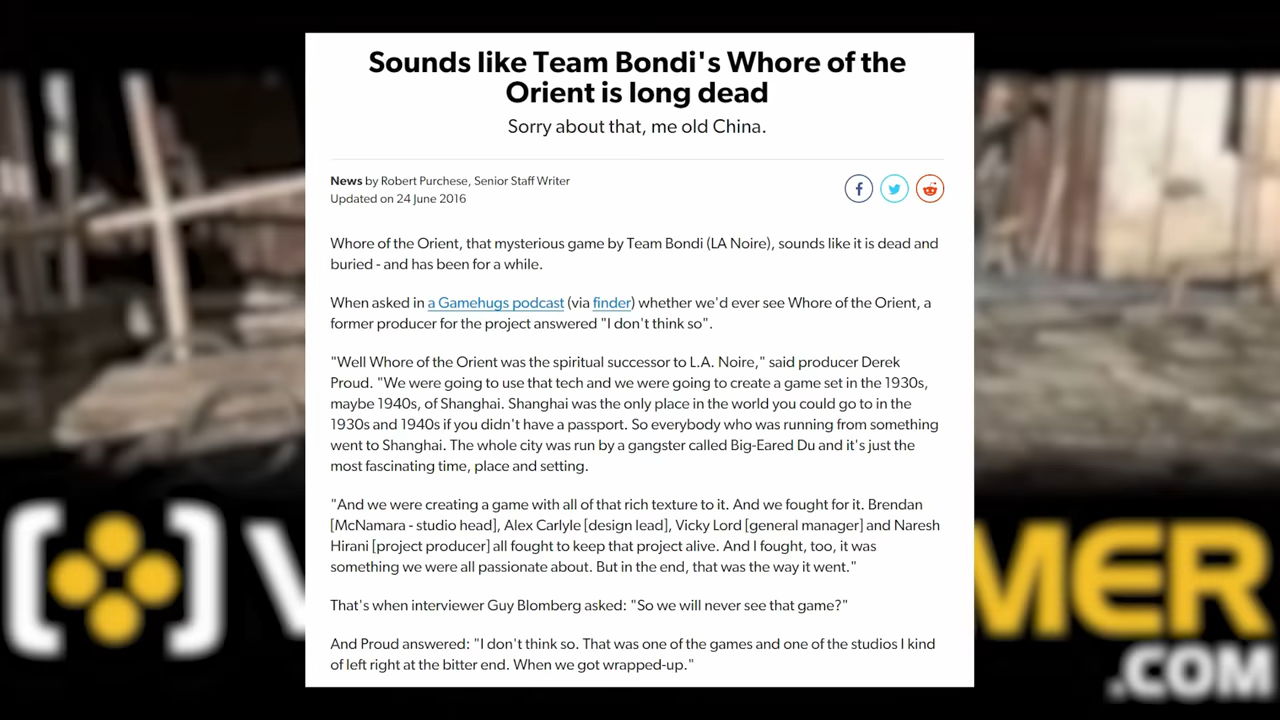 Sounds like Team Bondi's Whore of the
Orient is long dead
Sorry about that, me old China.
News by Robert Purchese, Senior Staff Writer
Updated on 24 June 2016
Whore of the Orient, that mysterious game by Team Bondi (LA Noire), sounds like it is dead and
buried - and has been for a while.
When asked in a Gamehugs podcast (via finder) whether we'd ever see Whore of the Orient, a
former producer for the project answered "I don't think so".
"Well Whore of the Orient was the spiritual successor to L.A. Noire," said producer Derek
Proud. "We were going to use that tech and we were going to create a game set in the 1930s,
maybe 1940s, of Shanghai. Shanghai was the only place in the world you could go to in the
1930s and 1940s if you didn't have a passport. So everybody who was running from something
went to Shanghai. The whole city was run by a gangster called Big-Eared Du and it's just the
most fascinating time, place and setting.
"And we were creating a game with all of that rich texture to it. And we fought for it. Brendan
[McNamara - studio head], Alex Carlyle [design lead], Vicky Lord [general manager] and Naresh
Hirani [project producer] all fought to keep that project alive. And I fought, too, it was
something we were all passionate about. But in the end, that was the way it went."
That's when interviewer Guy Blomberg asked: "So we will never see that game?"
And Proud answered: "I don't think so. That was one of the games and one of the studios I kind
of left right at the bitter end. When we got wrapped-up."
V
MER
.COM